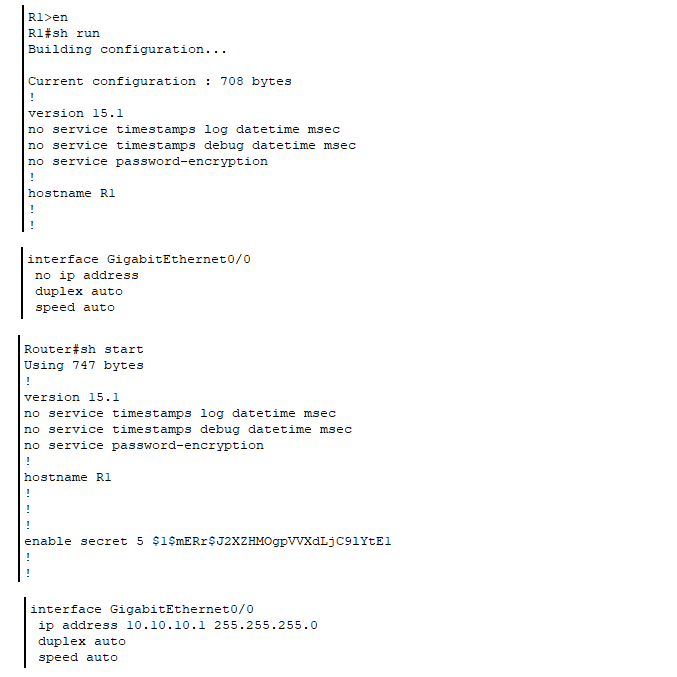 R1>en
R1#sh run
Building configuration...
Current configuration : 708 bytes
!
version 15.1
no service timestamps log datetime msec
no service timestamps debug datetime msec
no service password-encryption
!
hostname R1
!
!
interface GigabitEthernet0/0
no ip address
duplex auto
speed auto
Router#sh start
Using 747 bytes
!
version 15.1
no service timestamps log datetime msec
no service timestamps debug datetime msec
no service password-encryption
!
hostname R1
!
!
!
enable secret 5 $1$mERr$J2XZHMOgpVVXdLjC9lYtE1
!
!
interface GigabitEthernet0/0
ip address 10.10.10.1 255.255.255.0
duplex auto
speed auto